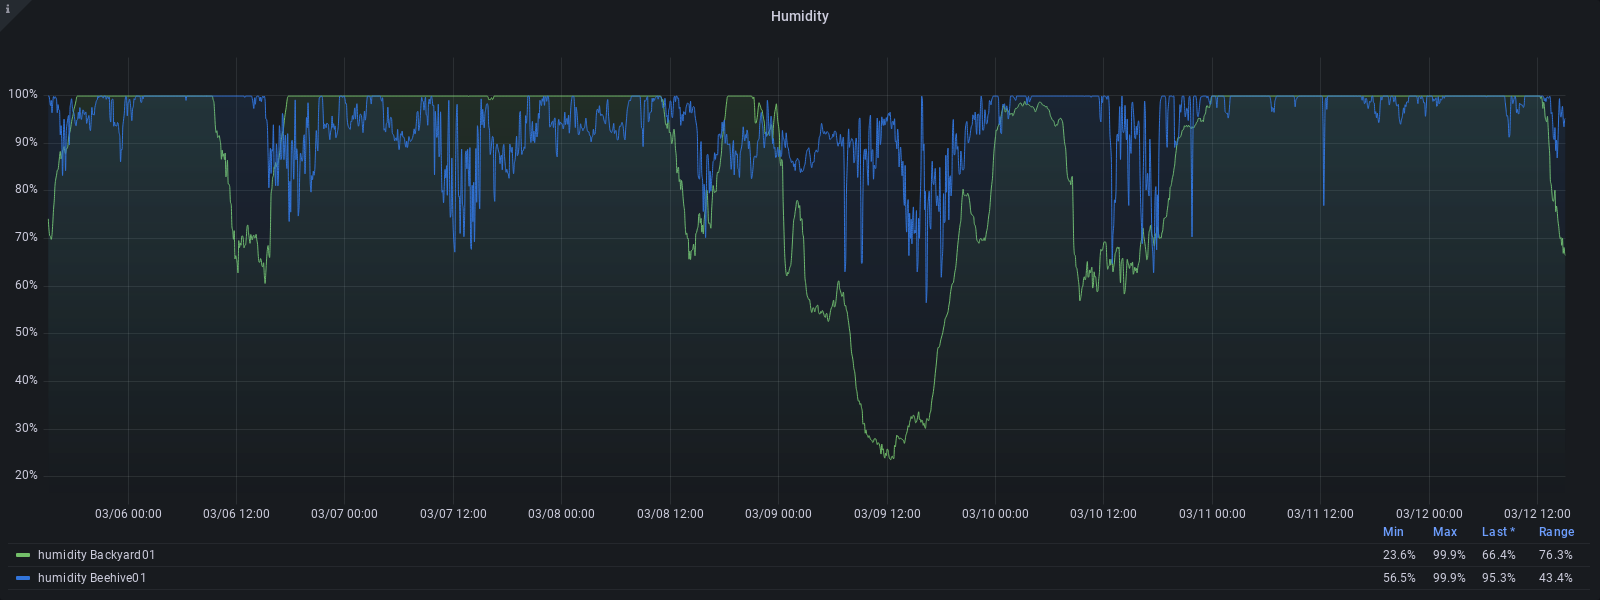 i
Humidity
100%
90%
80%
70%
60%
50%
40%
30%
20%
03/06 00:00 03/06 12:00 03/07 00:00 03/07 12:00 03/08 00:00 03/08 12:00 03/09 00:00 03/09 12:00 03/10 00:00 03/10 12:00 03/11 00:00 03/11 12:00 03/12 00:00 03/12 12:00
Min Max Last * Range
humidity Backyard01 23.6% 99.9% 66.4% 76.3%
humidity Beehive01 56.5% 99.9% 95.3% 43.4%